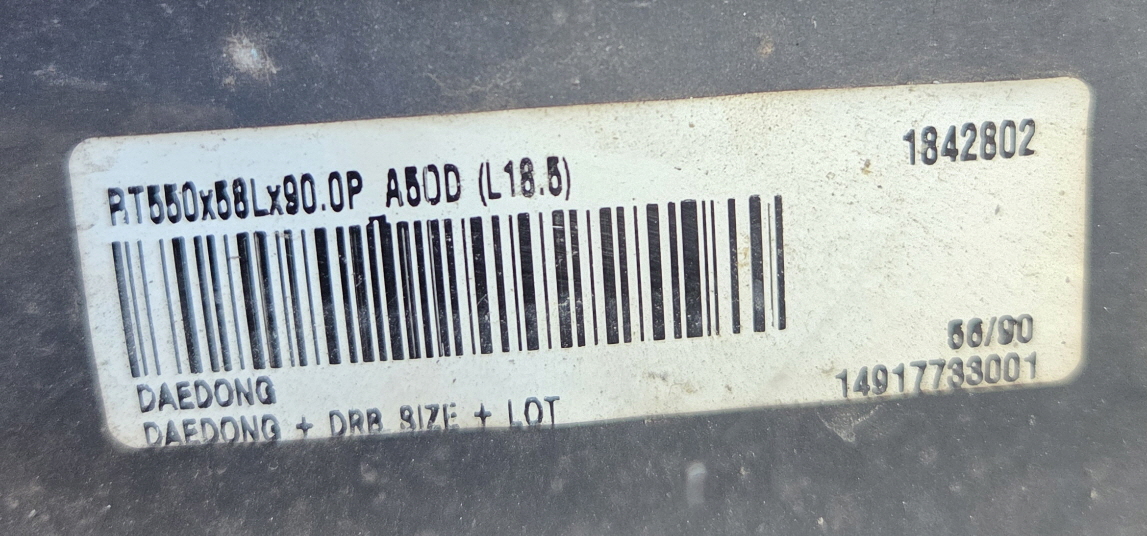 1842802
RT550x58Lx90.0P A50D (L18.5)
DAEDONG
56/90
14917733001
DAEDONG + DRB SIZE + LOT